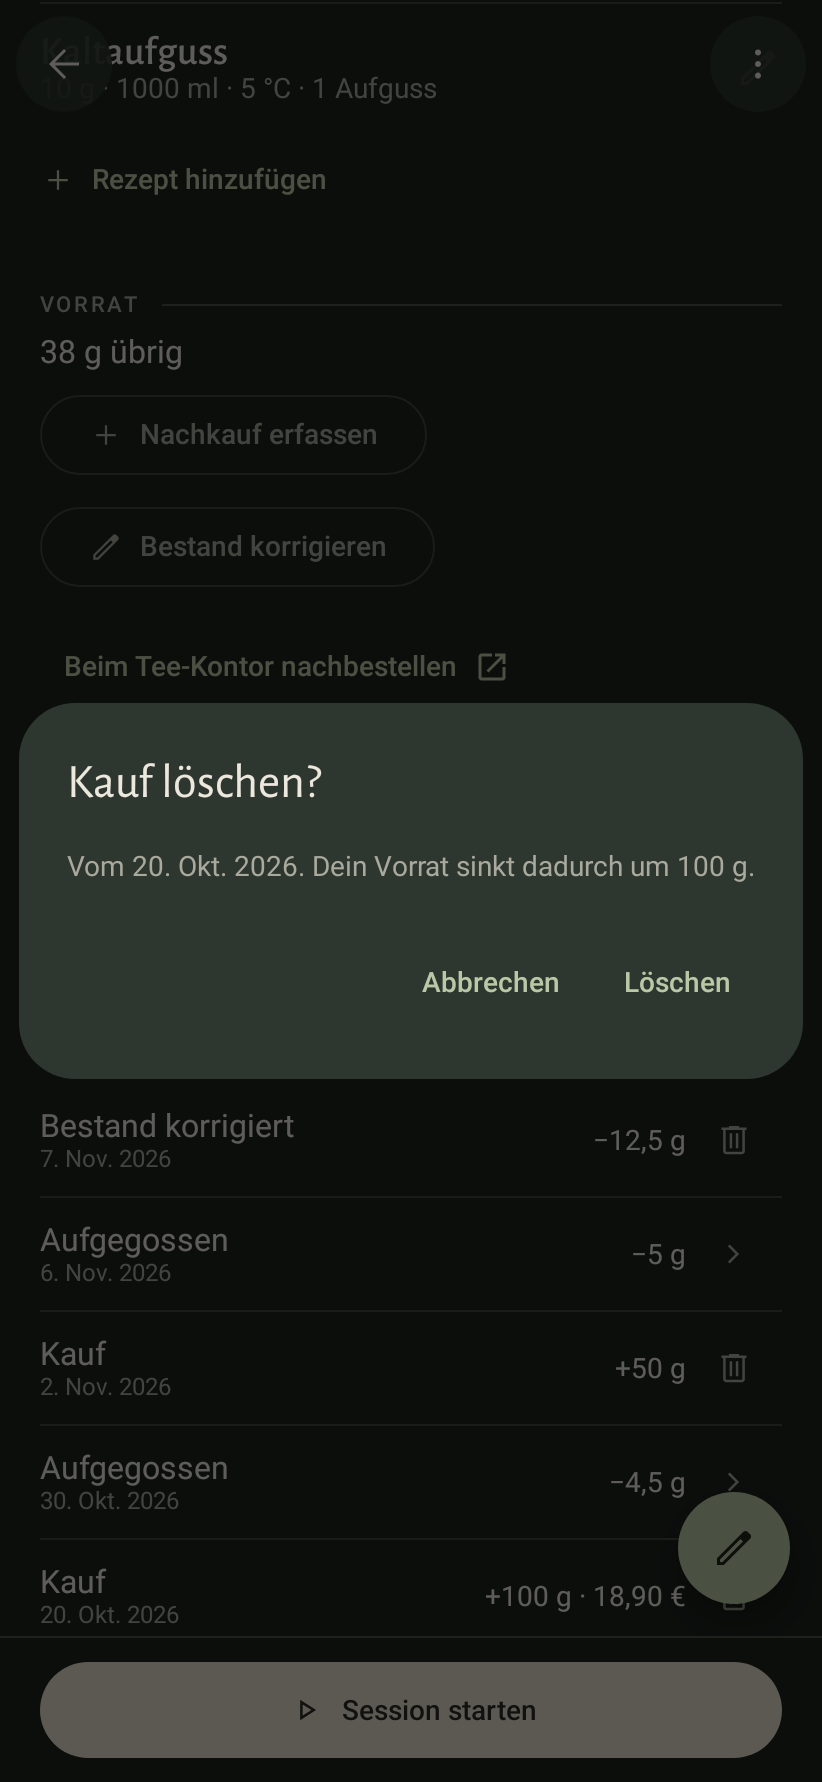 Kaltaufguss
10 g · 1000 ml · 5 °C · 1 Aufguss
Rezept hinzufügen
VORRAT
38 g übrig
Nachkauf erfassen
Bestand korrigieren
Beim Tee-Kontor nachbestellen
Kauf löschen?
Vom 20. Okt. 2026. Dein Vorrat sinkt dadurch um 100 g.
Abbrechen Löschen
Bestand korrigiert −12,5 g
7. Nov. 2026
Aufgegossen −5 g
6. Nov. 2026
Kauf +50 g
2. Nov. 2026
Aufgegossen −4,5 g
30. Okt. 2026
Kauf +100 g · 18,90 €
20. Okt. 2026
Session starten